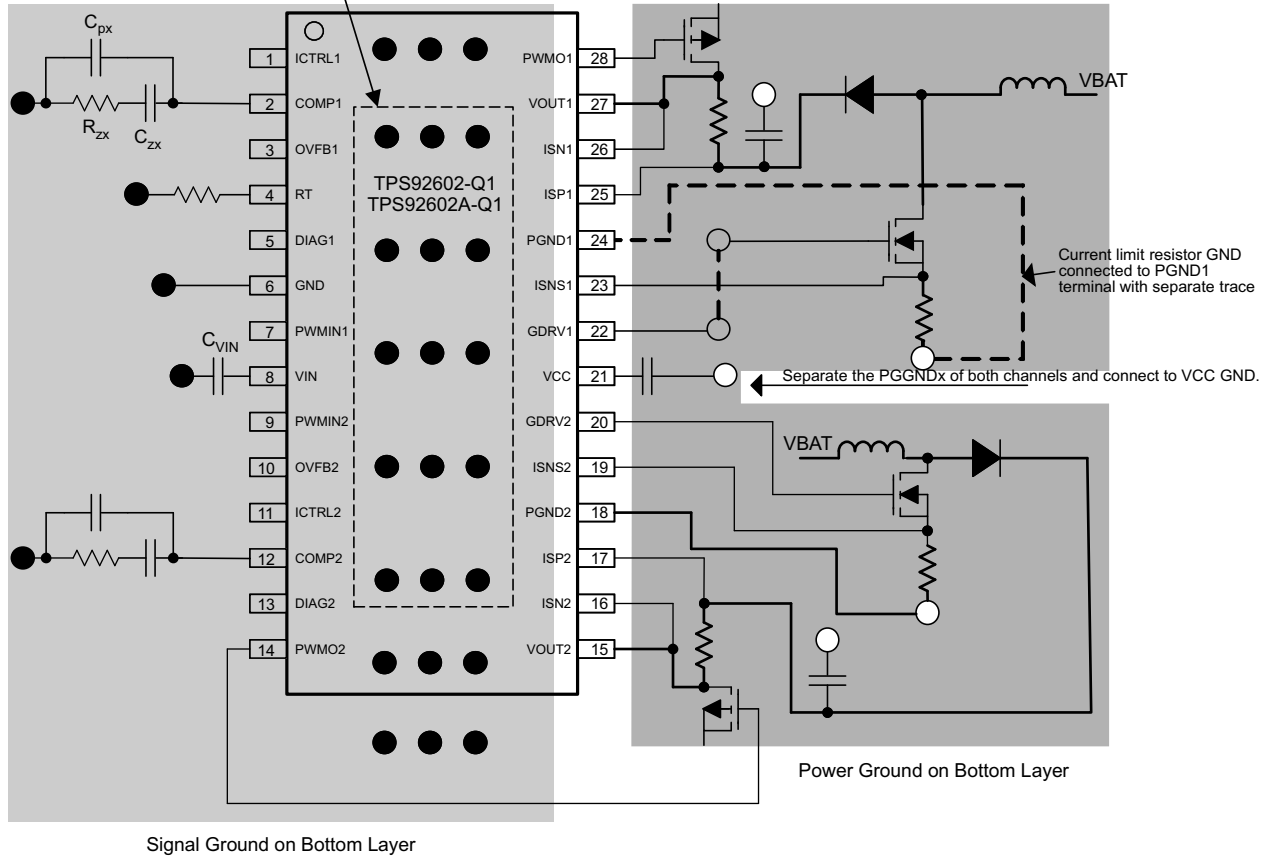 Cpx
Rzx
Czx
CVIN
1 ICTRL1
2 COMP1
3 OVFB1
4 RT
5 DIAG1
6 GND
7 PWMIN1
8 VIN
9 PWMIN2
10 OVFB2
11 ICTRL2
12 COMP2
13 DIAG2
14 PWMO2
TPS92602-Q1
TPS92602A-Q1
PWMO1 28
VOUT1 27
ISN1 26
ISP1 25
PGND1 24
ISNS1 23
GDRV1 22
VCC 21
GDRV2 20
ISNS2 19
PGND2 18
ISP2 17
ISN2 16
VOUT2 15
VBAT
Current limit resistor GND
connected to PGND1
terminal with separate trace
Separate the PGGNDx of both channels and connect to VCC GND.
VBAT
Power Ground on Bottom Layer
Signal Ground on Bottom Layer